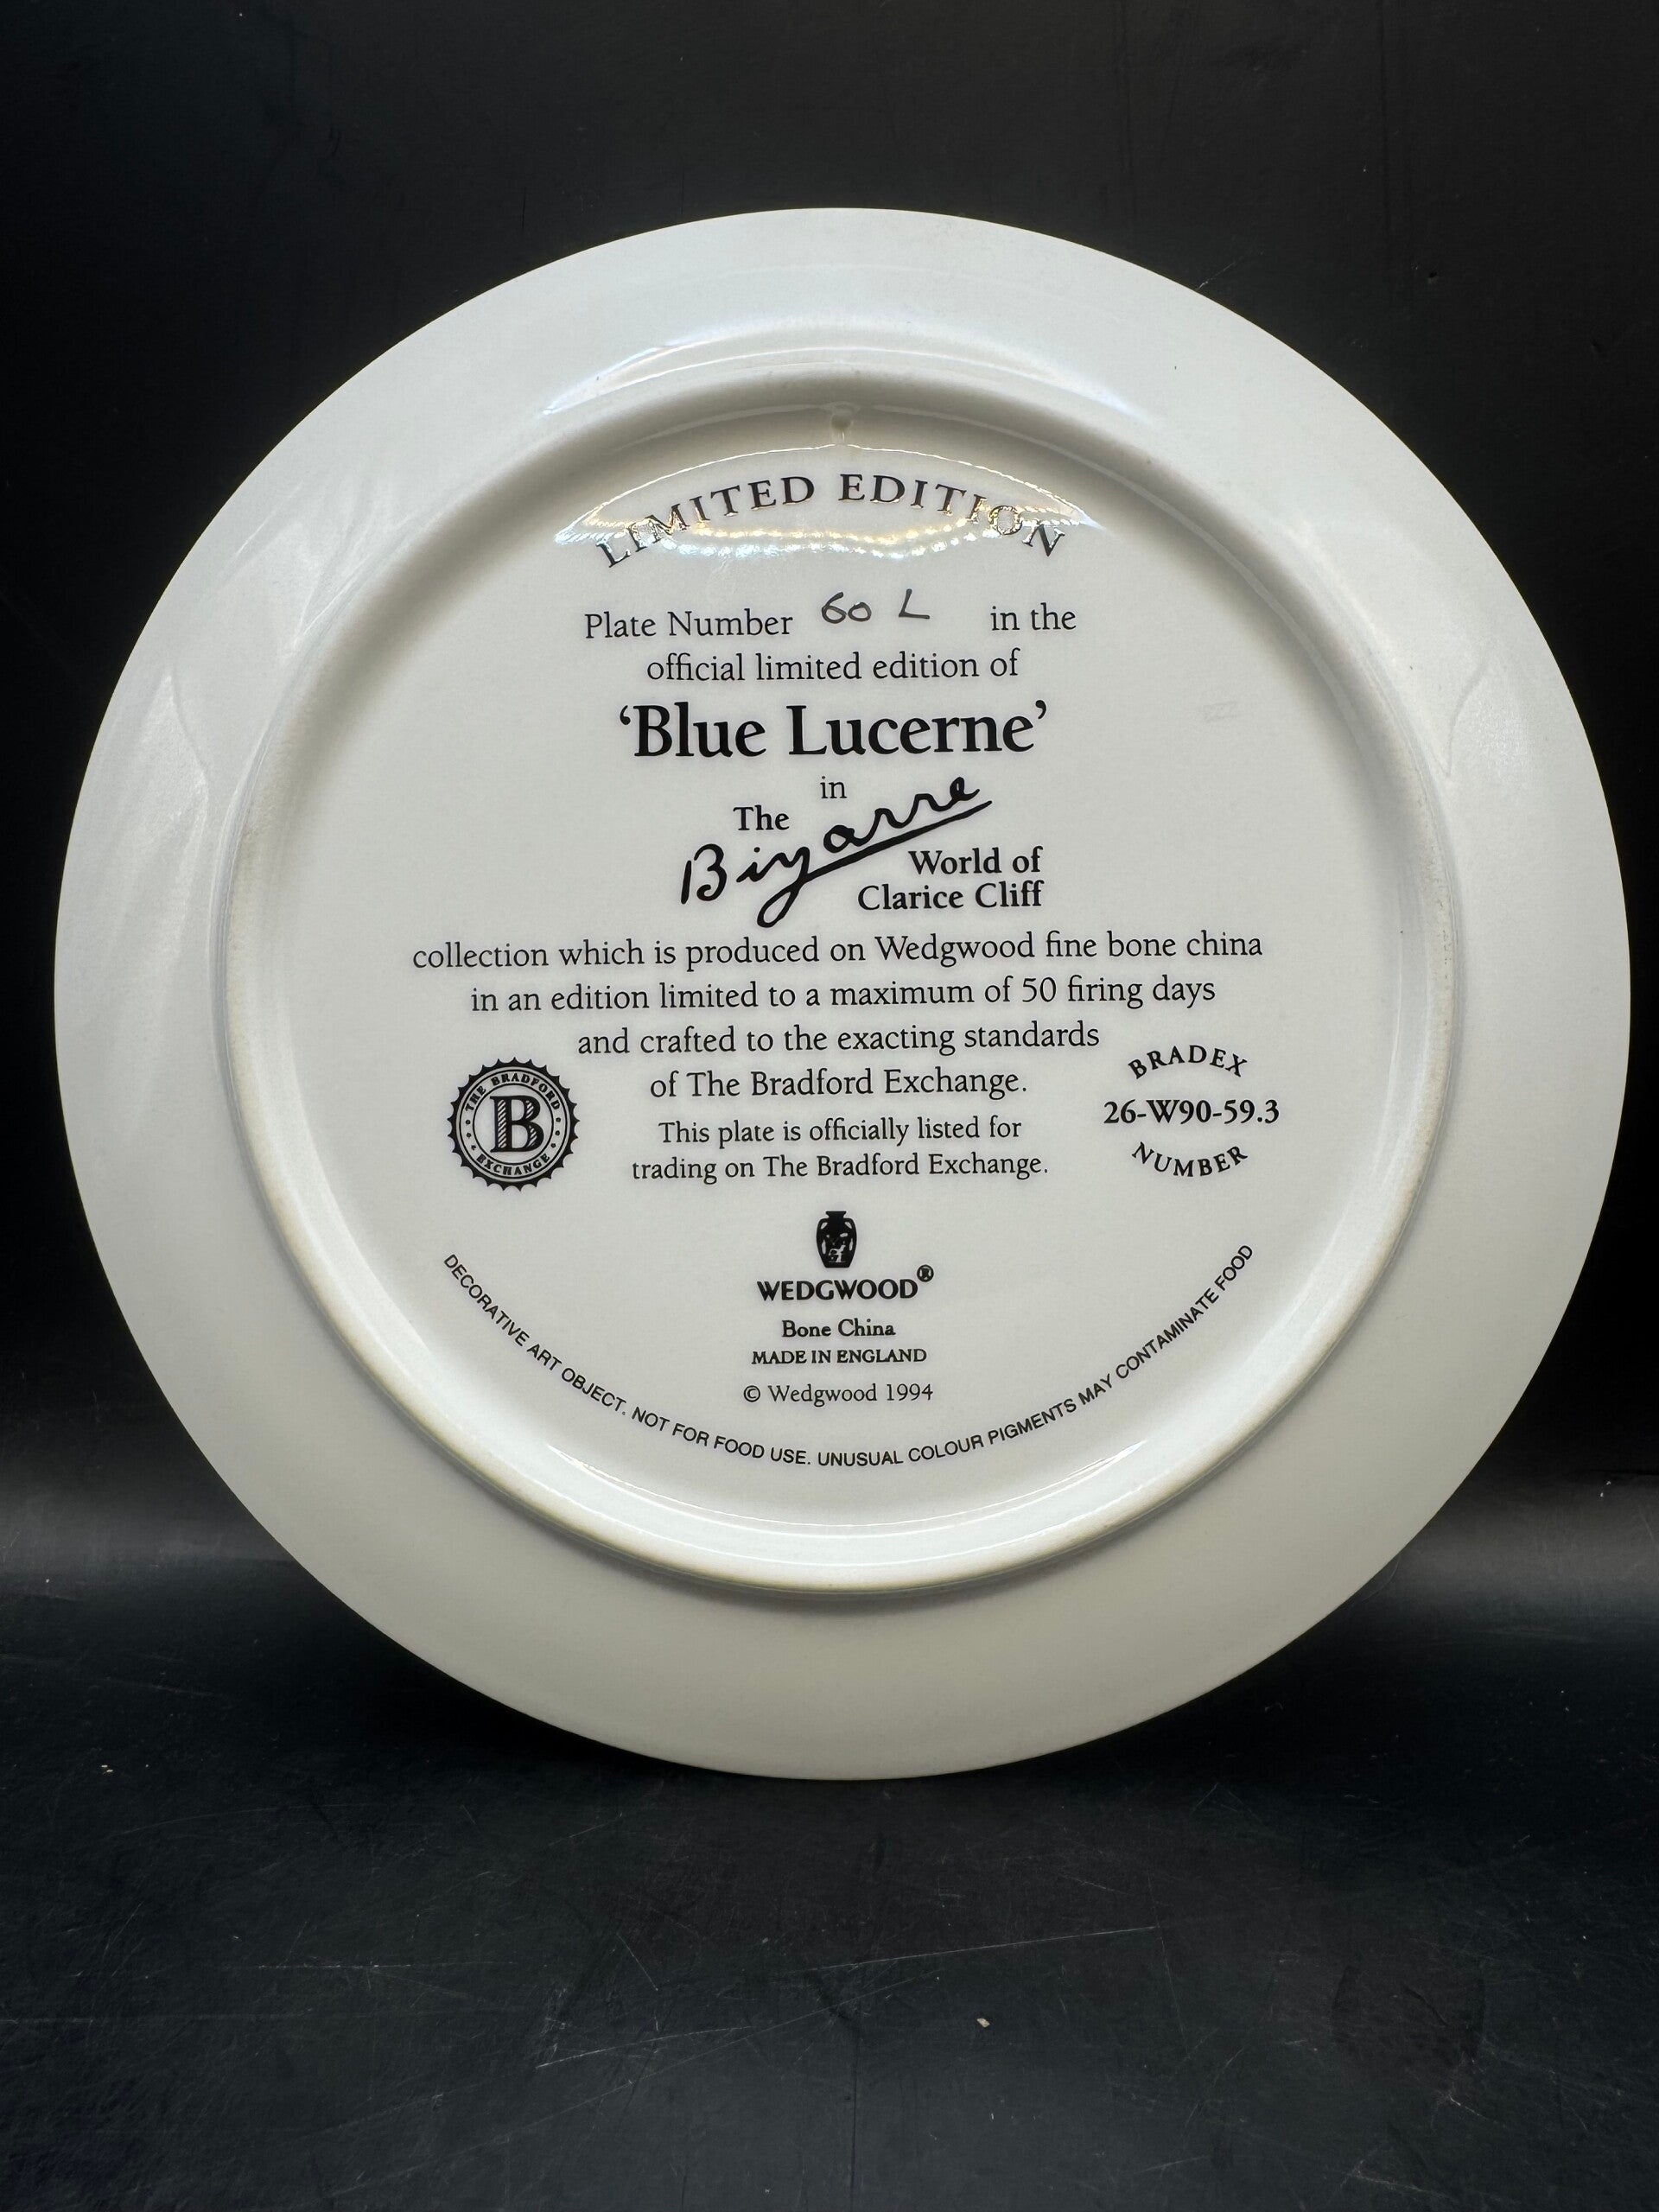 LIMITED EDITION
Plate Number 60 L in the
official limited edition of
‘Blue Lucerne’
in
The
Bizarre
World of
Clarice Cliff
collection which is produced on Wedgwood fine bone china
in an edition limited to a maximum of 50 firing days
and crafted to the exacting standards
of The Bradford Exchange.
This plate is officially listed for
trading on The Bradford Exchange.
THE BRADFORD
B
EXCHANGE
BRADEX
26-W90-59.3
NUMBER
WEDGWOOD®
Bone China
MADE IN ENGLAND
© Wedgwood 1994
DECORATIVE ART OBJECT. NOT FOR FOOD USE. UNUSUAL COLOUR PIGMENTS MAY CONTAMINATE FOOD